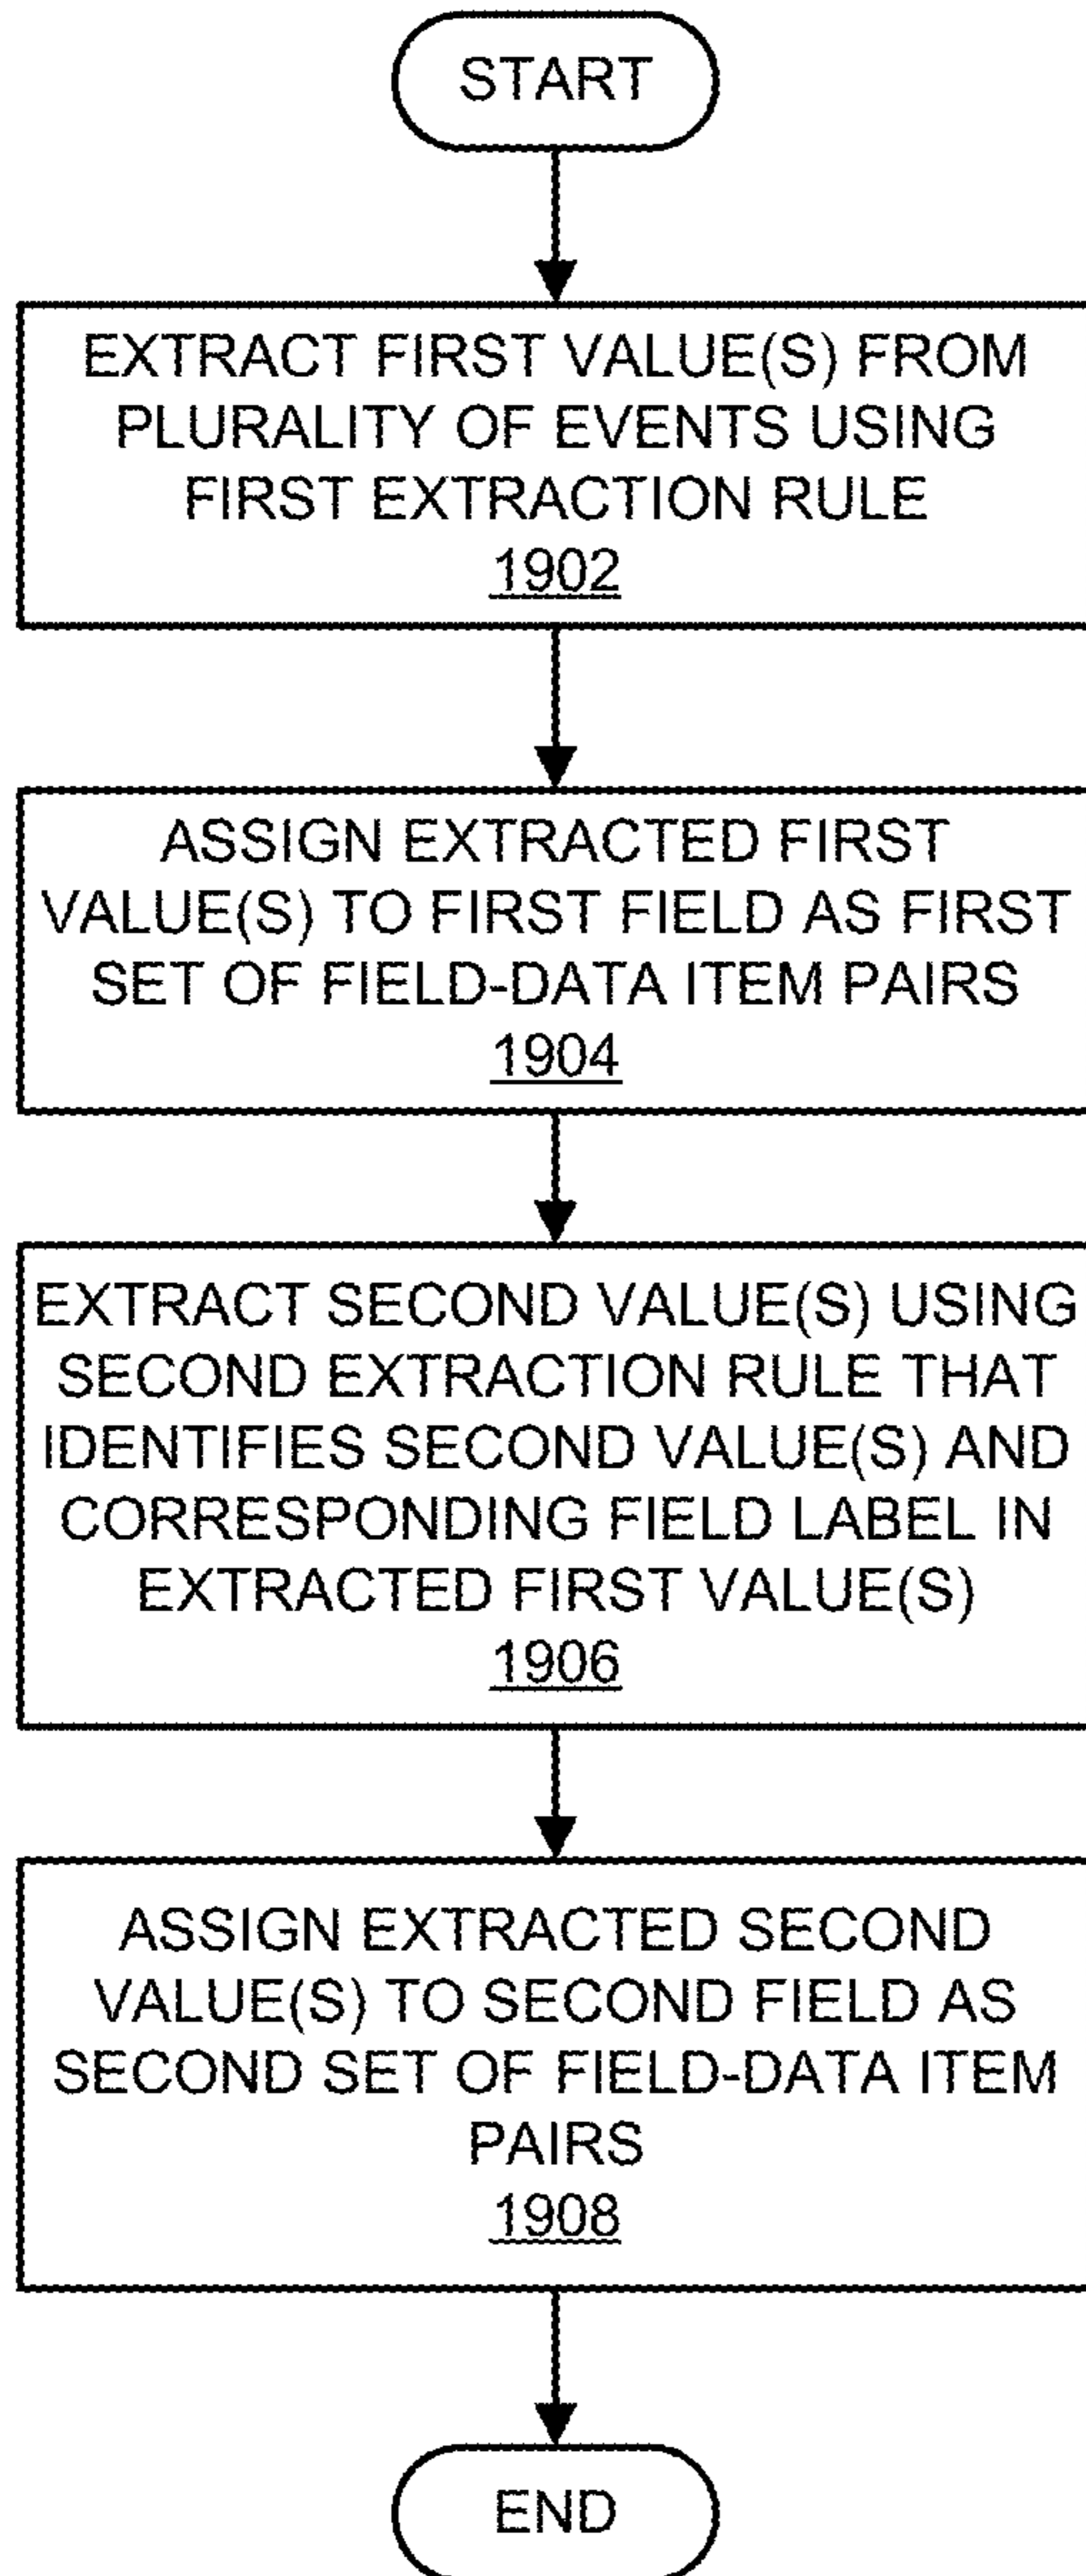 START
EXTRACT FIRST VALUE(S) FROM
PLURALITY OF EVENTS USING
FIRST EXTRACTION RULE
1902
ASSIGN EXTRACTED FIRST
VALUE(S) TO FIRST FIELD AS FIRST
SET OF FIELD-DATA ITEM PAIRS
1904
EXTRACT SECOND VALUE(S) USING
SECOND EXTRACTION RULE THAT
IDENTIFIES SECOND VALUE(S) AND
CORRESPONDING FIELD LABEL IN
EXTRACTED FIRST VALUE(S)
1906
ASSIGN EXTRACTED SECOND
VALUE(S) TO SECOND FIELD AS
SECOND SET OF FIELD-DATA ITEM
PAIRS
1908
END